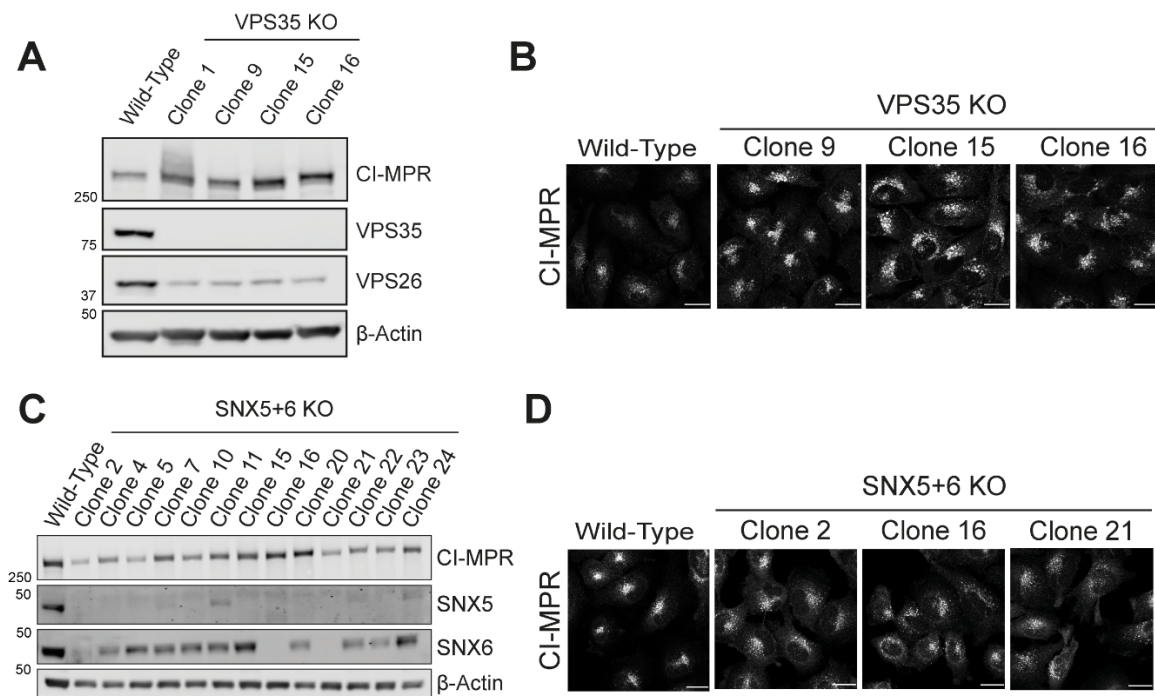 A
VPS35 KO
Wild-Type
Clone 1
Clone 9
Clone 15
Clone 16
250
CI-MPR
75
VPS35
37
VPS26
50
β-Actin
B
VPS35 KO
Wild-Type
Clone 9
Clone 15
Clone 16
CI-MPR
C
SNX5+6 KO
Wild-Type
Clone 2
Clone 4
Clone 5
Clone 7
Clone 10
Clone 11
Clone 15
Clone 16
Clone 20
Clone 21
Clone 22
Clone 23
Clone 24
250
CI-MPR
50
SNX5
50
SNX6
50
β-Actin
D
SNX5+6 KO
Wild-Type
Clone 2
Clone 16
Clone 21
CI-MPR